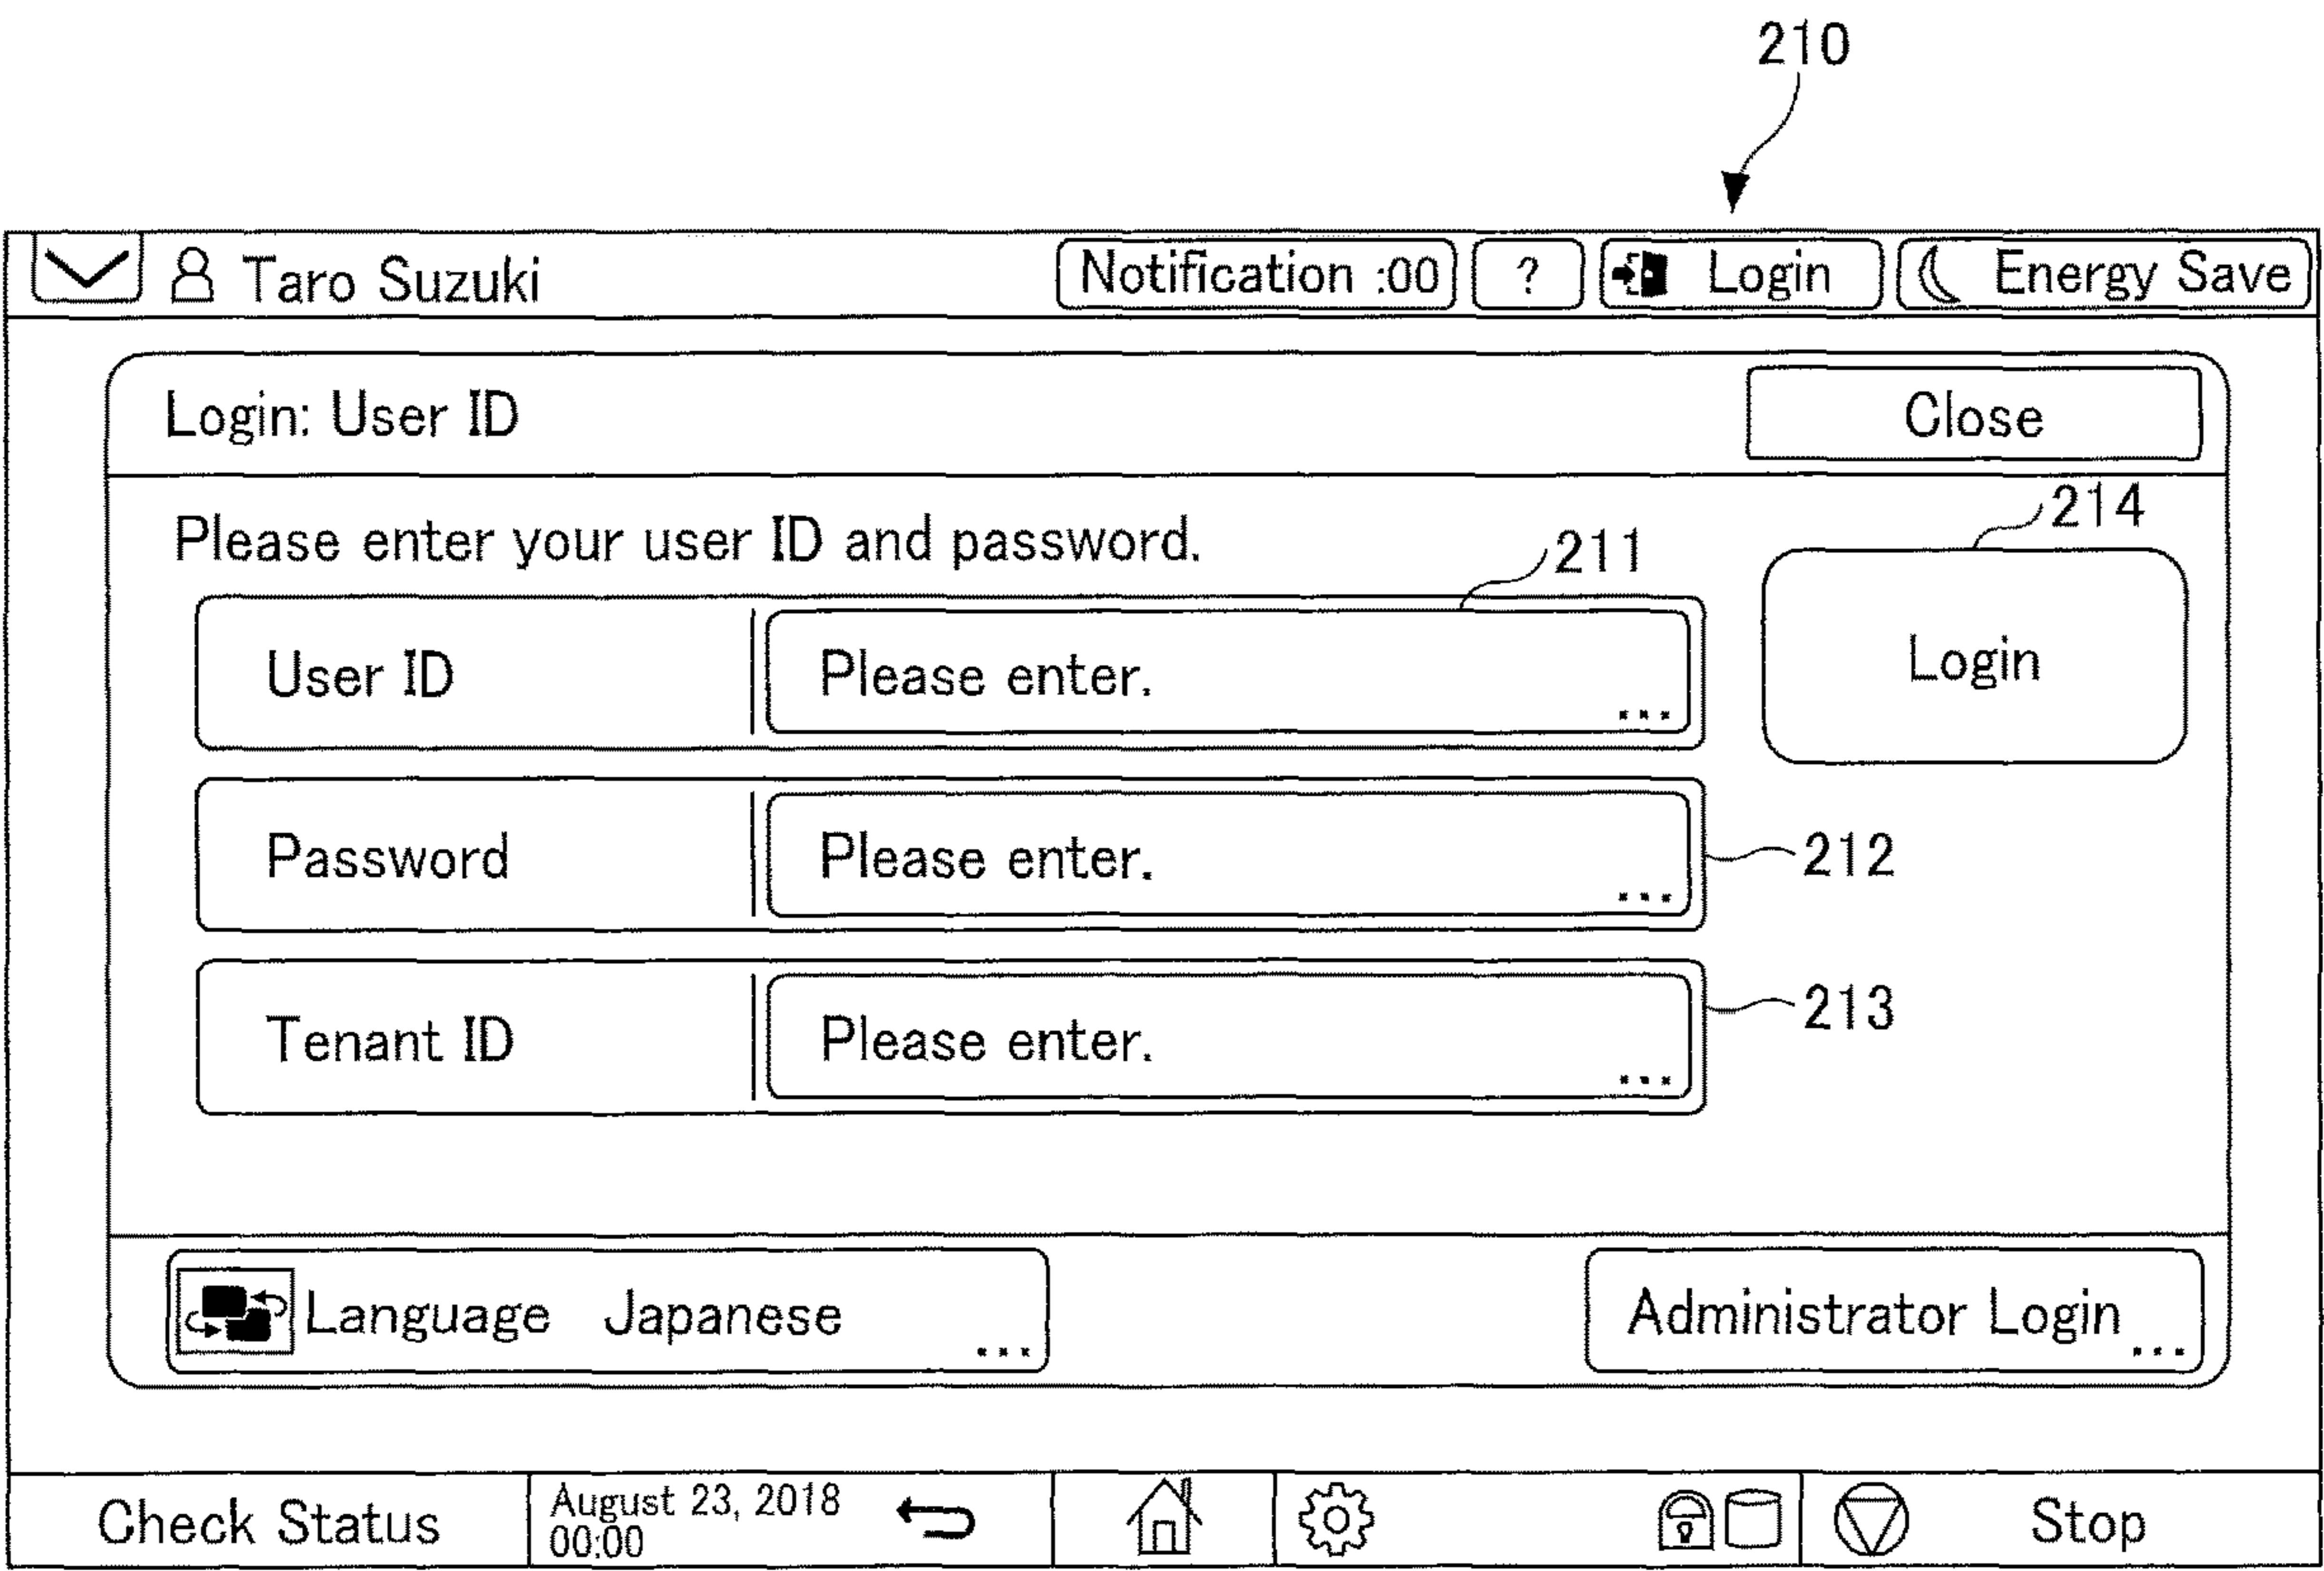 210
Taro Suzuki Notification :00 ? Login Energy Save
Login: User ID Close
Please enter your user ID and password. 211 214
User ID Please enter. ... Login
Password Please enter. ... 212
Tenant ID Please enter. ... 213
Language Japanese ... Administrator Login ...
Check Status August 23, 2018 Stop
00:00